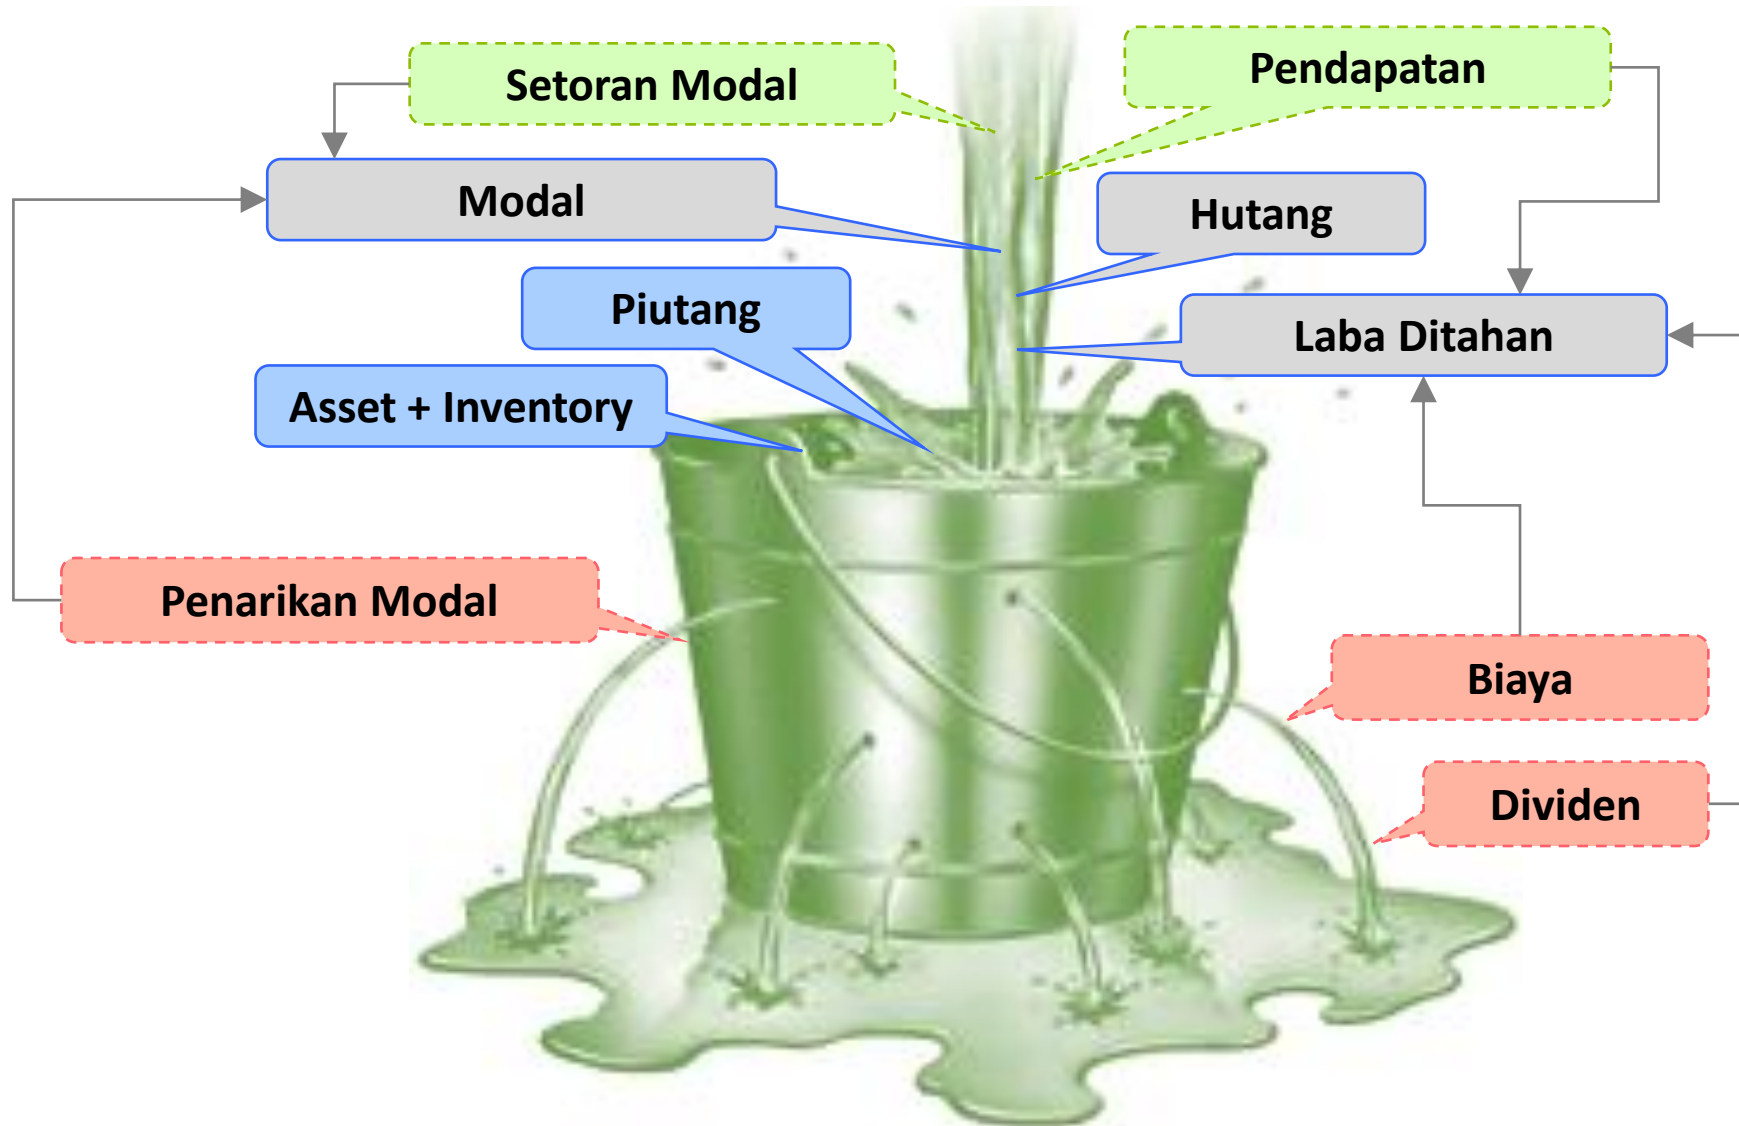 Setoran Modal
Pendapatan
Modal
Hutang
Piutang
Laba Ditahan
Asset + Inventory
Penarikan Modal
Biaya
Dividen